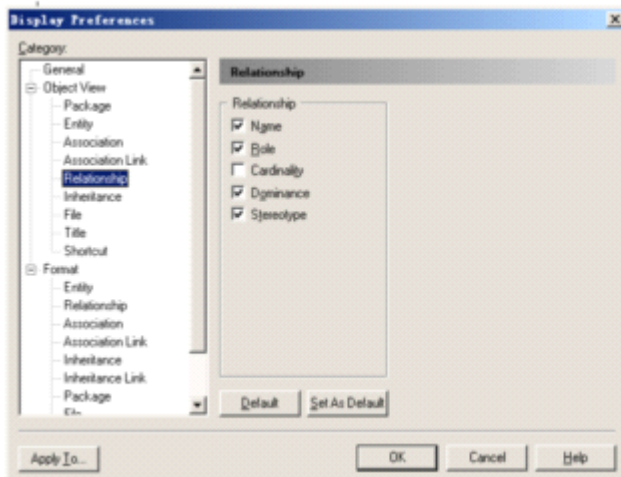 Display Preferences
Category:
General
Object View
Package
Entity
Association
Association Link
Relationship
Inheritance
File
Title
Shortcut
Format
Entity
Relationship
Association
Association Link
Inheritance
Inheritance Link
Package
Relationship
Relationship
Name
Role
Cardinality
Dominance
Stereotype
Default
Set As Default
Apply To...
OK
Cancel
Help